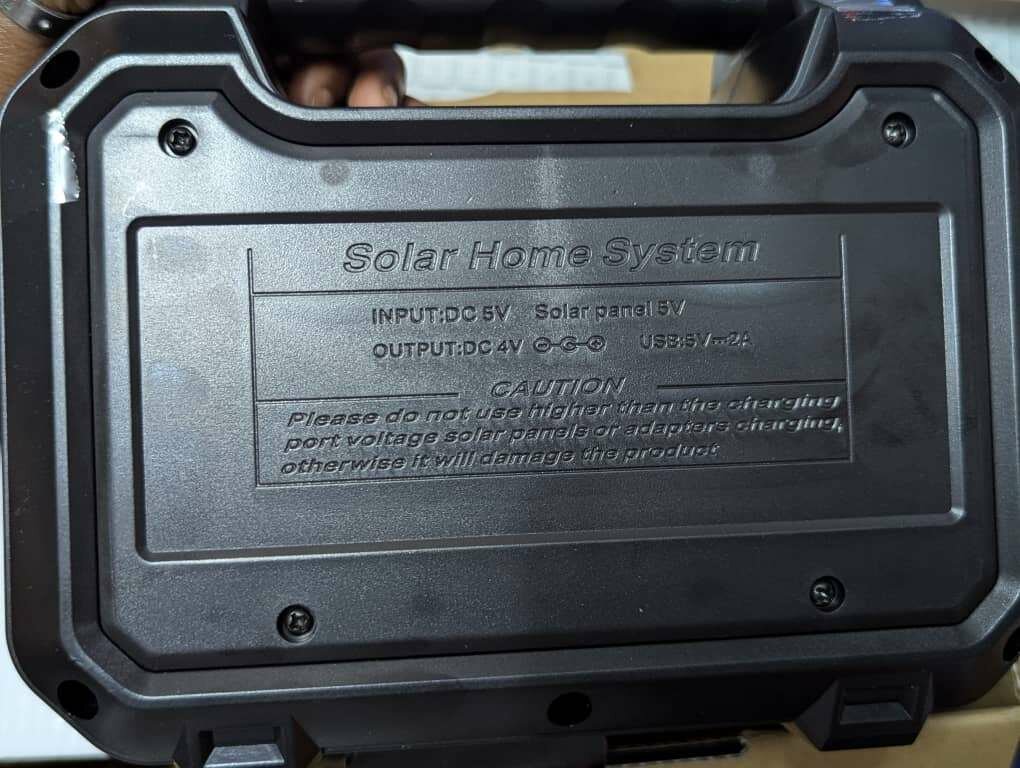 Solar Home System
INPUT:DC 5V Solar panel 5V
OUTPUT:DC 4V USB:5V⎓2A
CAUTION
Please do not use higher than the charging
port voltage solar panels or adapters charging,
otherwise it will damage the product